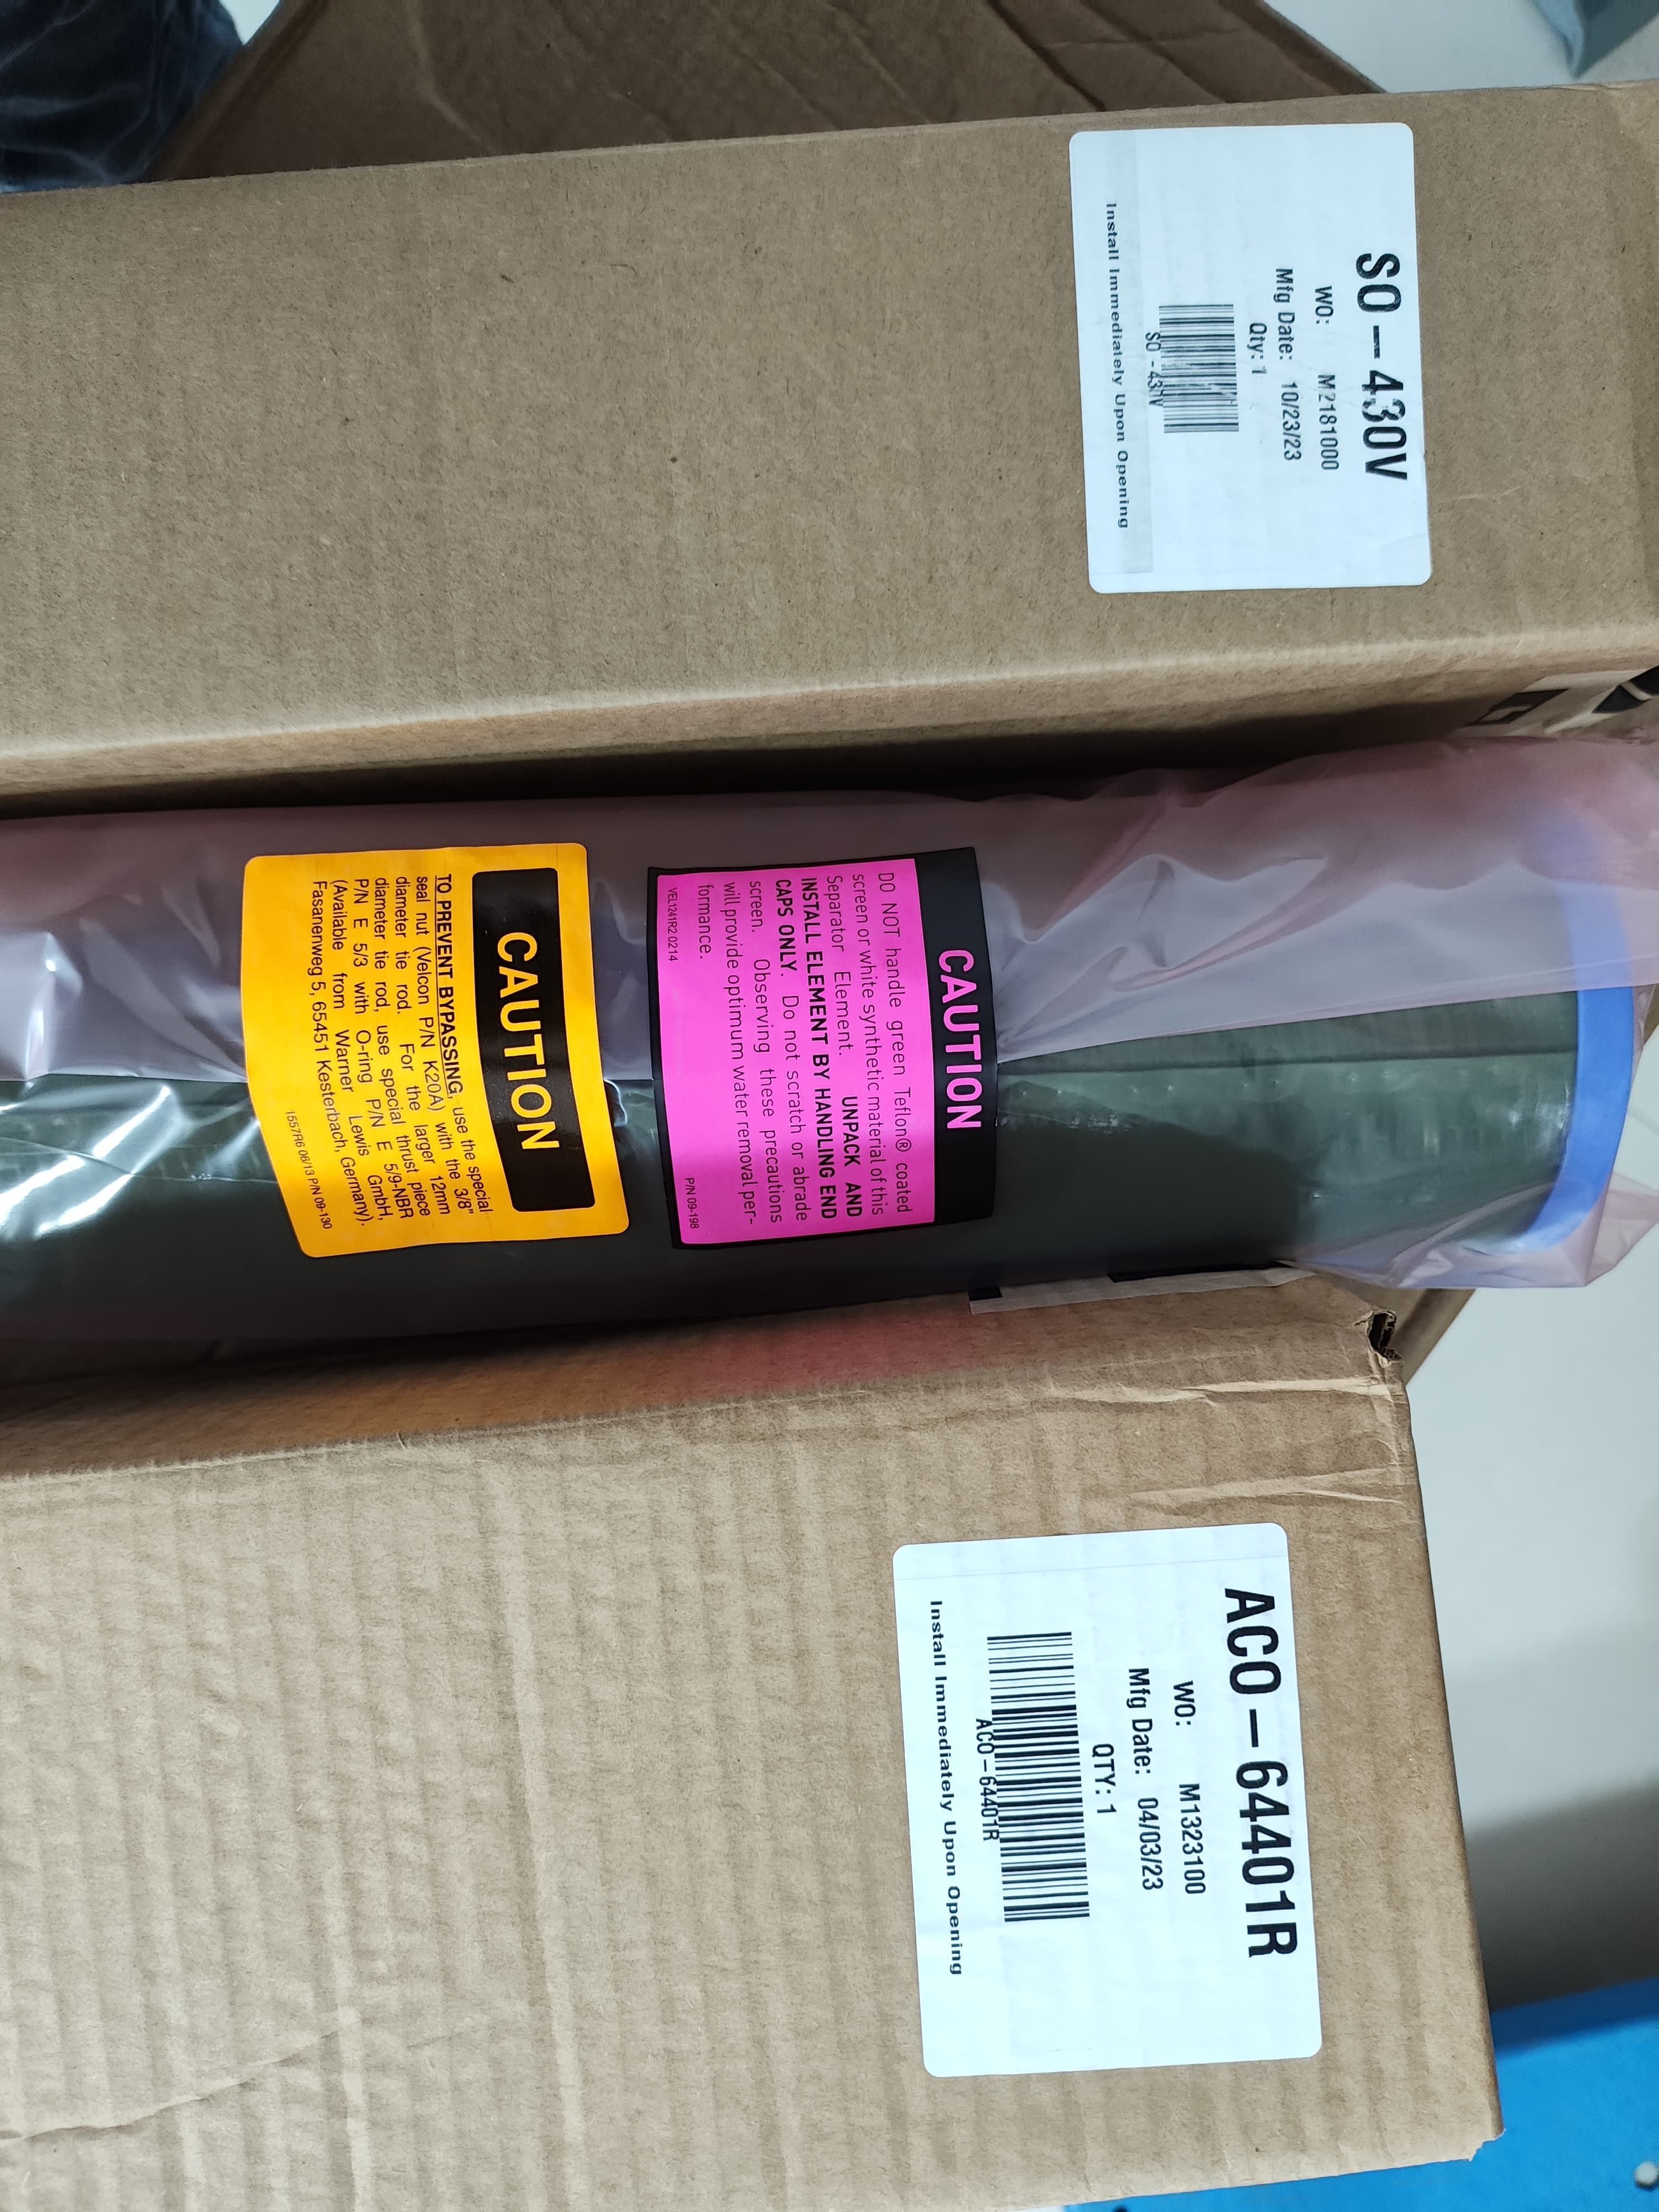 SO-430V
WO: M2181000
Mfg Date: 10/23/23
Qty: 1
SO-430V
Install Immediately Upon Opening
CAUTION
DO NOT handle green Teflon® coated
screen or white synthetic material of this
Separator Element. UNPACK AND
INSTALL ELEMENT BY HANDLING END
CAPS ONLY. Do not scratch or abrade
screen. Observing these precautions
will provide optimum water removal per-
formance.
VEL1241R2 0214 P/N 09-198
CAUTION
TO PREVENT BYPASSING, use the special
seal nut (Velcon P/N K20A) with the 3/8"
diameter tie rod. For the larger 12mm
diameter tie rod, use special thrust piece
P/N E 5/3 with O-ring P/N E 5/9-NBR
(Available from Warner Lewis GmbH,
Fasanenweg 5, 65451 Kesterbach, Germany).
1557R6 06/13 P/N 09-130
ACO-64401R
WO: M1323100
Mfg Date: 04/03/23
QTY: 1
ACO-64401R
Install Immediately Upon Opening